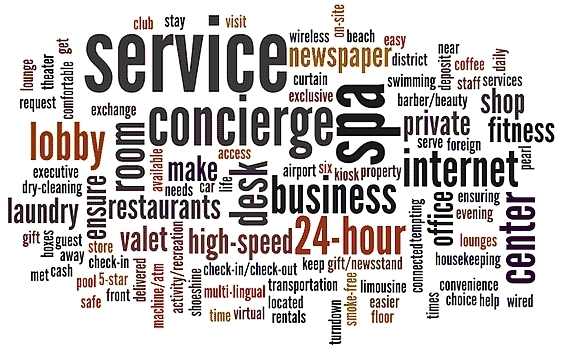 club
stay
visit
on-site
service
wireless
beach
easy
newspaper
district
near
deposit
coffee
daily
lounge
theater
get
comfortable
request
curtain
swimming
staff
services
exclusive
barber/beauty
shop
exchange
concierge
spa
private
fitness
lobby
room
serve
foreign
pearl
executive
available
make
access
airport
six
kiosk
property
internet
dry-cleaning
ensure
needs
car
life
desk
business
laundry
restaurants
office
ensuring
evening
center
gift
boxes
guest
away
store
valet
high-speed
24-hour
tempting
connected
lounges
housekeeping
met
cash
check-in
delivered
machine/atm
activity/recreation
check-in/check-out
keep
gift/newsstand
pool
5-star
shoeshine
transportation
smoke-free
limousine
convenience
safe
front
multi-lingual
located
easier
times
choice
help
wired
time
virtual
rentals
turndown
floor